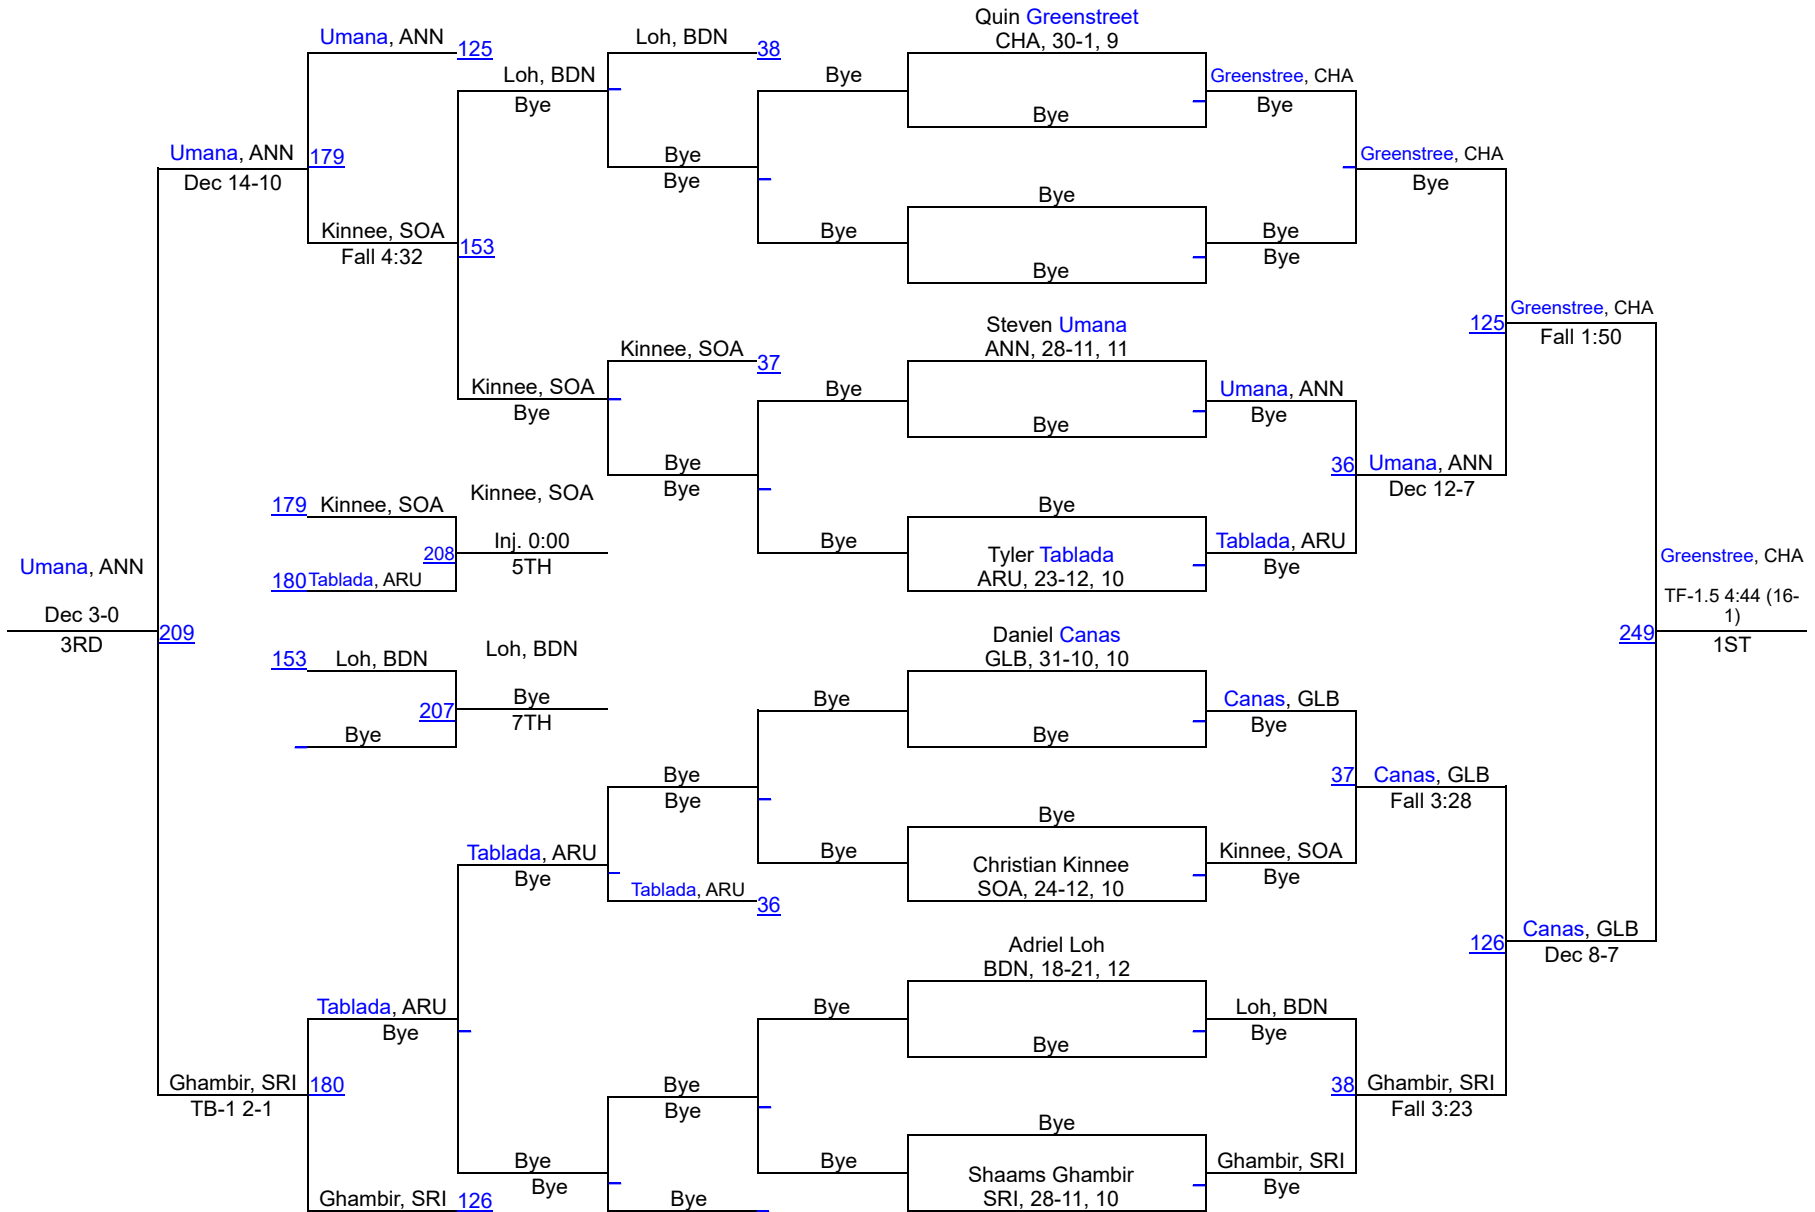 Quin Greenstreet
CHA, 30-1, 9
Umana, ANN 125
Loh, BDN 38
Loh, BDN
Bye
Bye
Bye
Greenstree, CHA
Bye
Umana, ANN 179
Dec 14-10
Bye
Bye
Greenstree, CHA
Bye
Kinnee, SOA 153
Fall 4:32
Bye
Bye
Bye
Bye
Bye
Steven Umana
ANN, 28-11, 11
125 Greenstree, CHA
Fall 1:50
Kinnee, SOA 37
Kinnee, SOA
Bye
Bye
Bye
Umana, ANN
Bye
Bye
Bye
36 Umana, ANN
Dec 12-7
179 Kinnee, SOA
Kinnee, SOA
208 Inj. 0:00
5TH
180 Tablada, ARU
Bye
Bye
Tyler Tablada
ARU, 23-12, 10
Tablada, ARU
Bye
Umana, ANN
Dec 3-0
3RD
209
Greenstree, CHA
TF-1.5 4:44 (16-
1)
249
1ST
153 Loh, BDN
Loh, BDN
207 Bye
7TH
Bye
Daniel Canas
GLB, 31-10, 10
Bye
Bye
Canas, GLB
Bye
Bye
Bye
37 Canas, GLB
Fall 3:28
Tablada, ARU
Bye
Tablada, ARU 36
Bye
Bye
Christian Kinnee
SOA, 24-12, 10
Kinnee, SOA
Bye
126 Canas, GLB
Dec 8-7
Adriel Loh
BDN, 18-21, 12
Tablada, ARU
Bye
Bye
Bye
Loh, BDN
Bye
Ghambir, SRI 180
TB-1 2-1
Bye
Bye
38 Ghambir, SRI
Fall 3:23
Bye
Bye
Bye
Bye
Shaams Ghambir
SRI, 28-11, 10
Ghambir, SRI
Bye
Ghambir, SRI 126
Bye